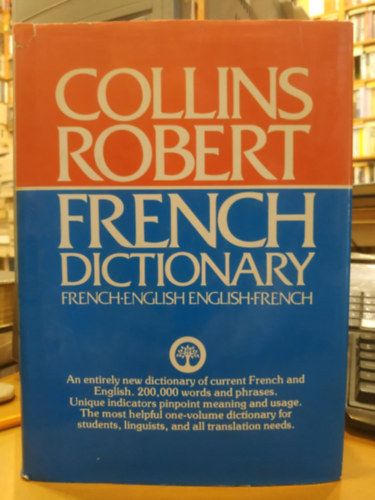 COLLINS
ROBERT
FRENCH
DICTIONARY
FRENCH·ENGLISH ENGLISH·FRENCH
An entirely new dictionary of current French and
English. 200,000 words and phrases.
Unique indicators pinpoint meaning and usage.
The most helpful one-volume dictionary for
students, linguists, and all translation needs.